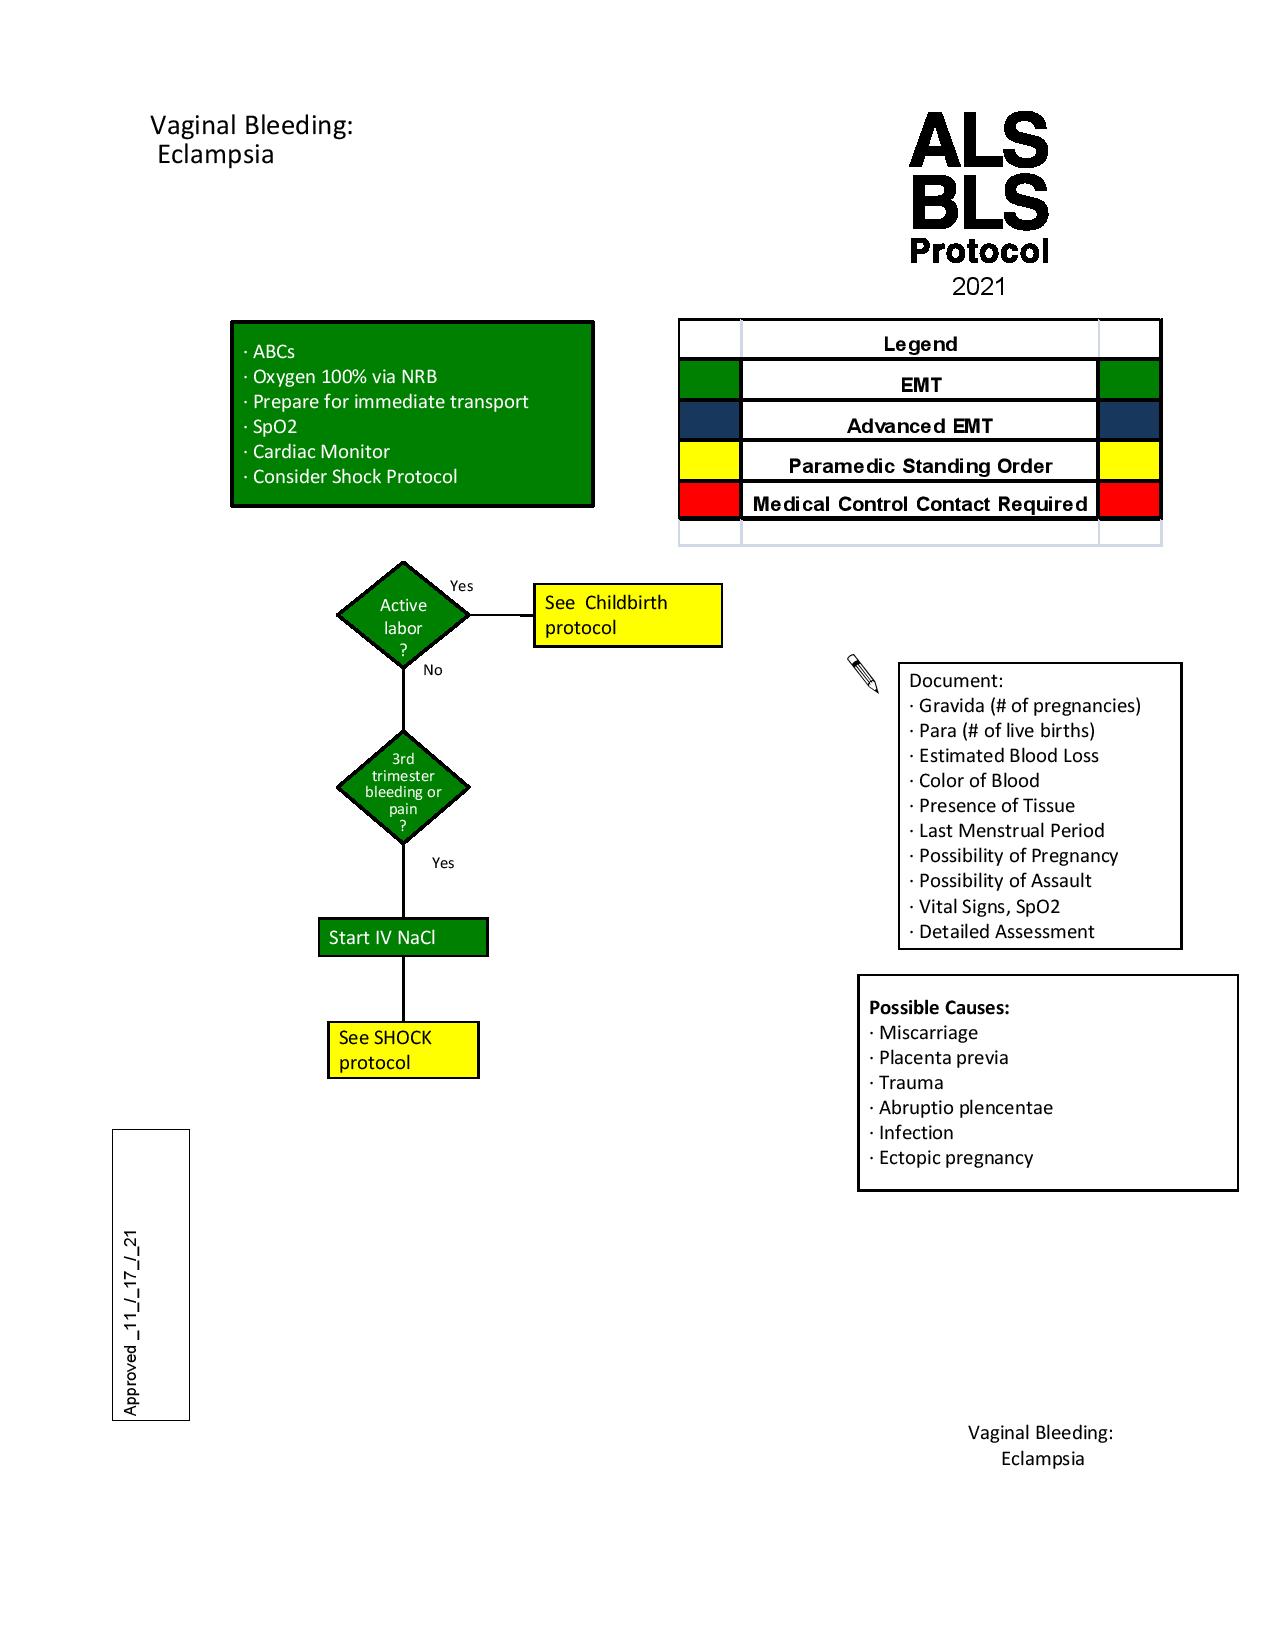 Vaginal Bleeding:
Eclampsia
ALS
BLS
Protocol
2021
· ABCs
· Oxygen 100% via NRB
· Prepare for immediate transport
· SpO2
· Cardiac Monitor
· Consider Shock Protocol
Legend
EMT
Advanced EMT
Paramedic Standing Order
Medical Control Contact Required
Active
labor
?
Yes
See  Childbirth
protocol
No
3rd
trimester
bleeding or
pain
?
Yes
Start IV NaCl
See SHOCK
protocol
Document:
· Gravida (# of pregnancies)
· Para (# of live births)
· Estimated Blood Loss
· Color of Blood
· Presence of Tissue
· Last Menstrual Period
· Possibility of Pregnancy
· Possibility of Assault
· Vital Signs, SpO2
· Detailed Assessment
Possible Causes:
· Miscarriage
· Placenta previa
· Trauma
· Abruptio plencentae
· Infection
· Ectopic pregnancy
Approved _11_/_17_/_21
Vaginal Bleeding:
Eclampsia